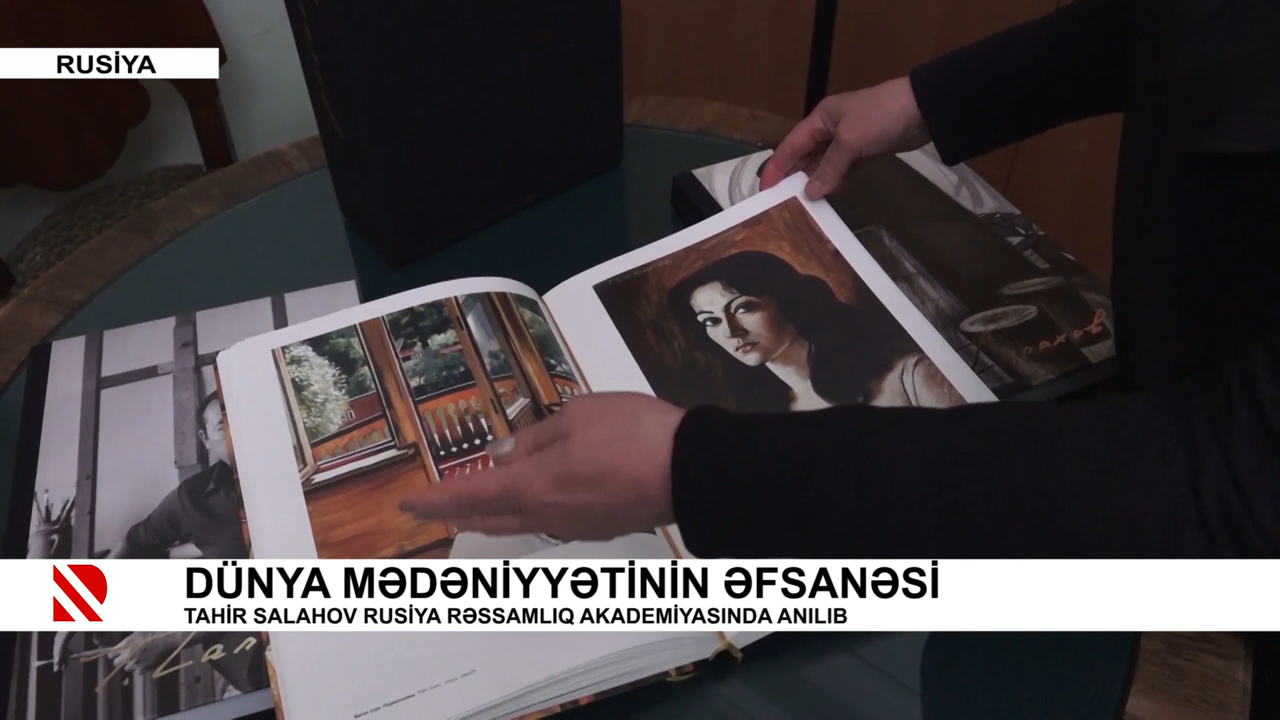 RUSİYA
DÜNYA MƏDƏNİYYƏTİNİN ƏFSANƏSİ
TAHİR SALAHOV RUSİYA RƏSSAMLIQ AKADEMİYASINDA ANILIB